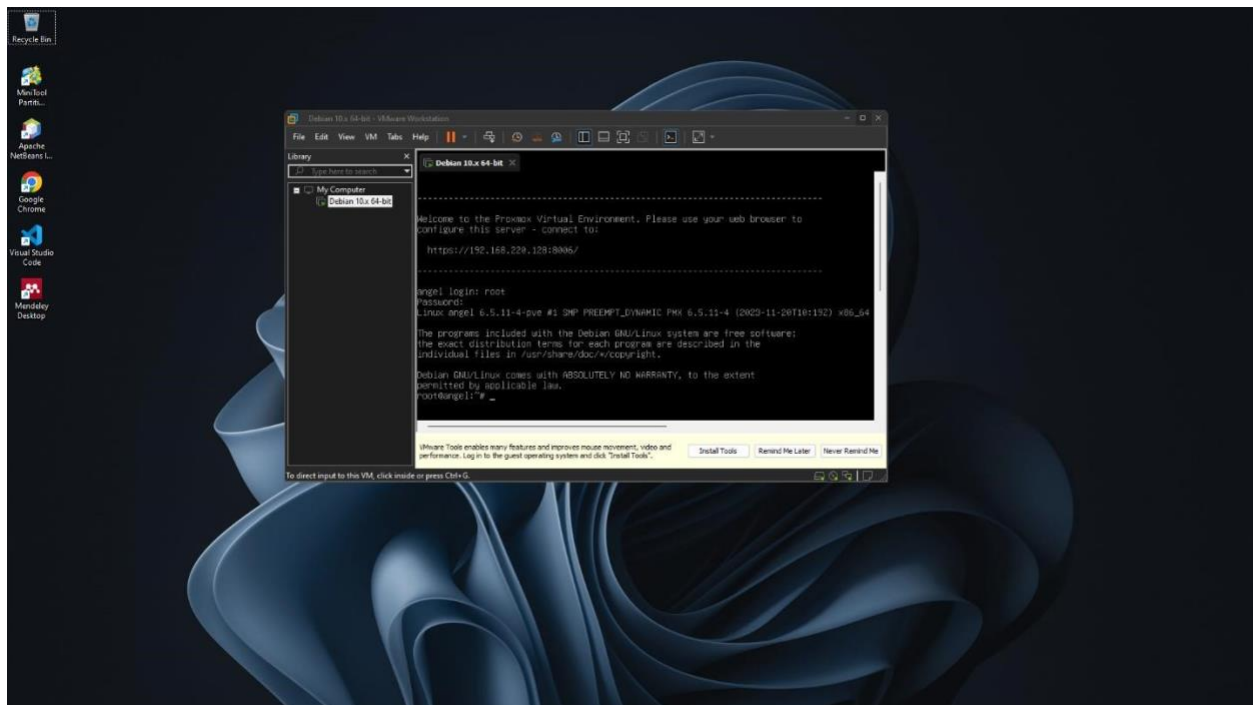 Recycle Bin
MiniTool
Partiti...
Apache
NetBeans I...
Google
Chrome
Visual Studio
Code
Mendeley
Desktop
Debian 10.x 64-bit - VMware Workstation
File Edit View VM Tabs Help
Library
Type here to search
My Computer
Debian 10.x 64-bit
Debian 10.x 64-bit
Welcome to the Proxmox Virtual Environment. Please use your web browser to
configure this server - connect to:
https://192.168.220.128:8006/
angel login: root
Password:
Linux angel 6.5.11-4-pve #1 SMP PREEMPT_DYNAMIC PMX 6.5.11-4 (2023-11-20T10:19Z) x86_64
The programs included with the Debian GNU/Linux system are free software;
the exact distribution terms for each program are described in the
individual files in /usr/share/doc/*/copyright.
Debian GNU/Linux comes with ABSOLUTELY NO WARRANTY, to the extent
permitted by applicable law.
root@angel:~# _
VMware Tools enables many features and improves mouse movement, video and
performance. Log in to the guest operating system and click "Install Tools".
Install Tools Remind Me Later Never Remind Me
To direct input to this VM, click inside or press Ctrl+G.